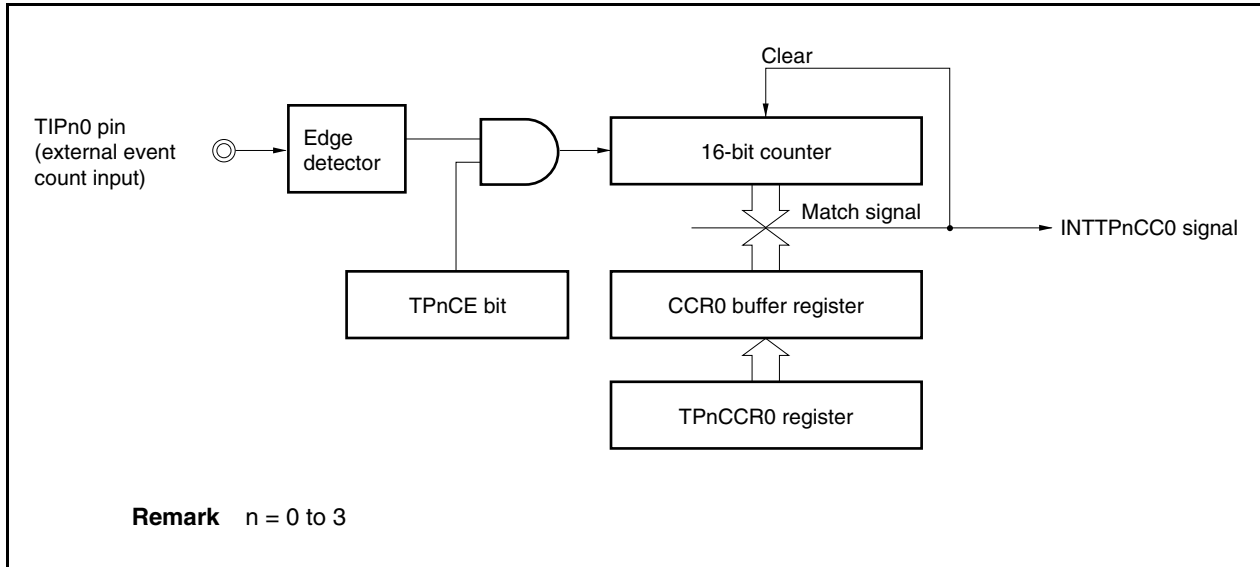 Clear
TIPn0 pin
(external event
count input)
Edge
detector
16-bit counter
Match signal
INTTPnCC0 signal
TPnCE bit
CCR0 buffer register
TPnCCR0 register
Remark n = 0 to 3